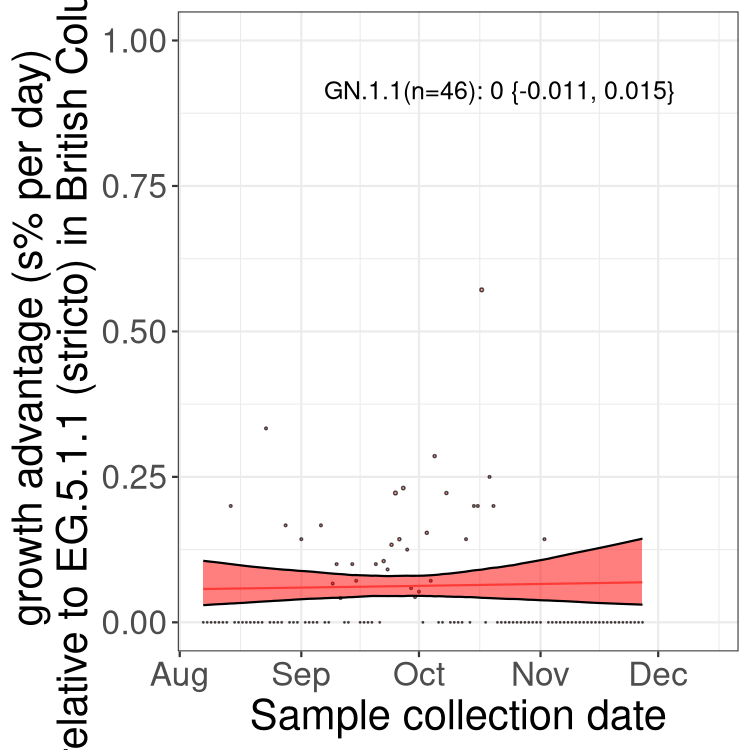 growth advantage (s% per day)
relative to EG.5.1.1 (stricto) in British Colu
1.00
0.75
0.50
0.25
0.00
GN.1.1(n=46): 0 {-0.011, 0.015}
Aug Sep Oct Nov Dec
Sample collection date